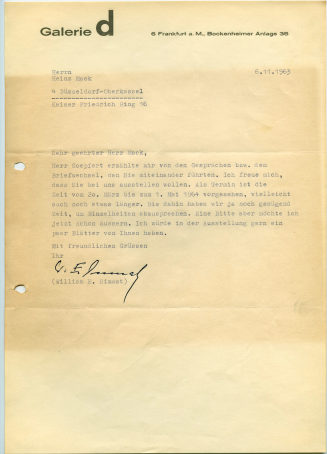 Galerie d
6 Frankfurt a. M., Bockenheimer Anlage 38
Herrn
Heinz Mack
6.11.1963
4 Düsseldorf-Oberkassel
Kaiser Friedrich Ring 56
Sehr geehrter Herr Mack,
Herr Goepfert erzählte mir von den Gesprächen bzw. dem
Briefwechsel, den Sie miteinander führten. Ich freue mich,
dass Sie bei uns ausstellen wollen. Als Termin ist die
Zeit vom 20. März bis zum 1. Mai 1964 vorgesehen, vielleicht
auch noch etwas länger. Bis dahin haben wir ja noch genügend
Zeit, um Einzelheiten abzusprechen. Eine Bitte aber möchte ich
jetzt schon äussern. Ich würde in der Ausstellung gern ein
paar Blätter von Ihnen haben.
Mit freundlichen Grüssen
Ihr